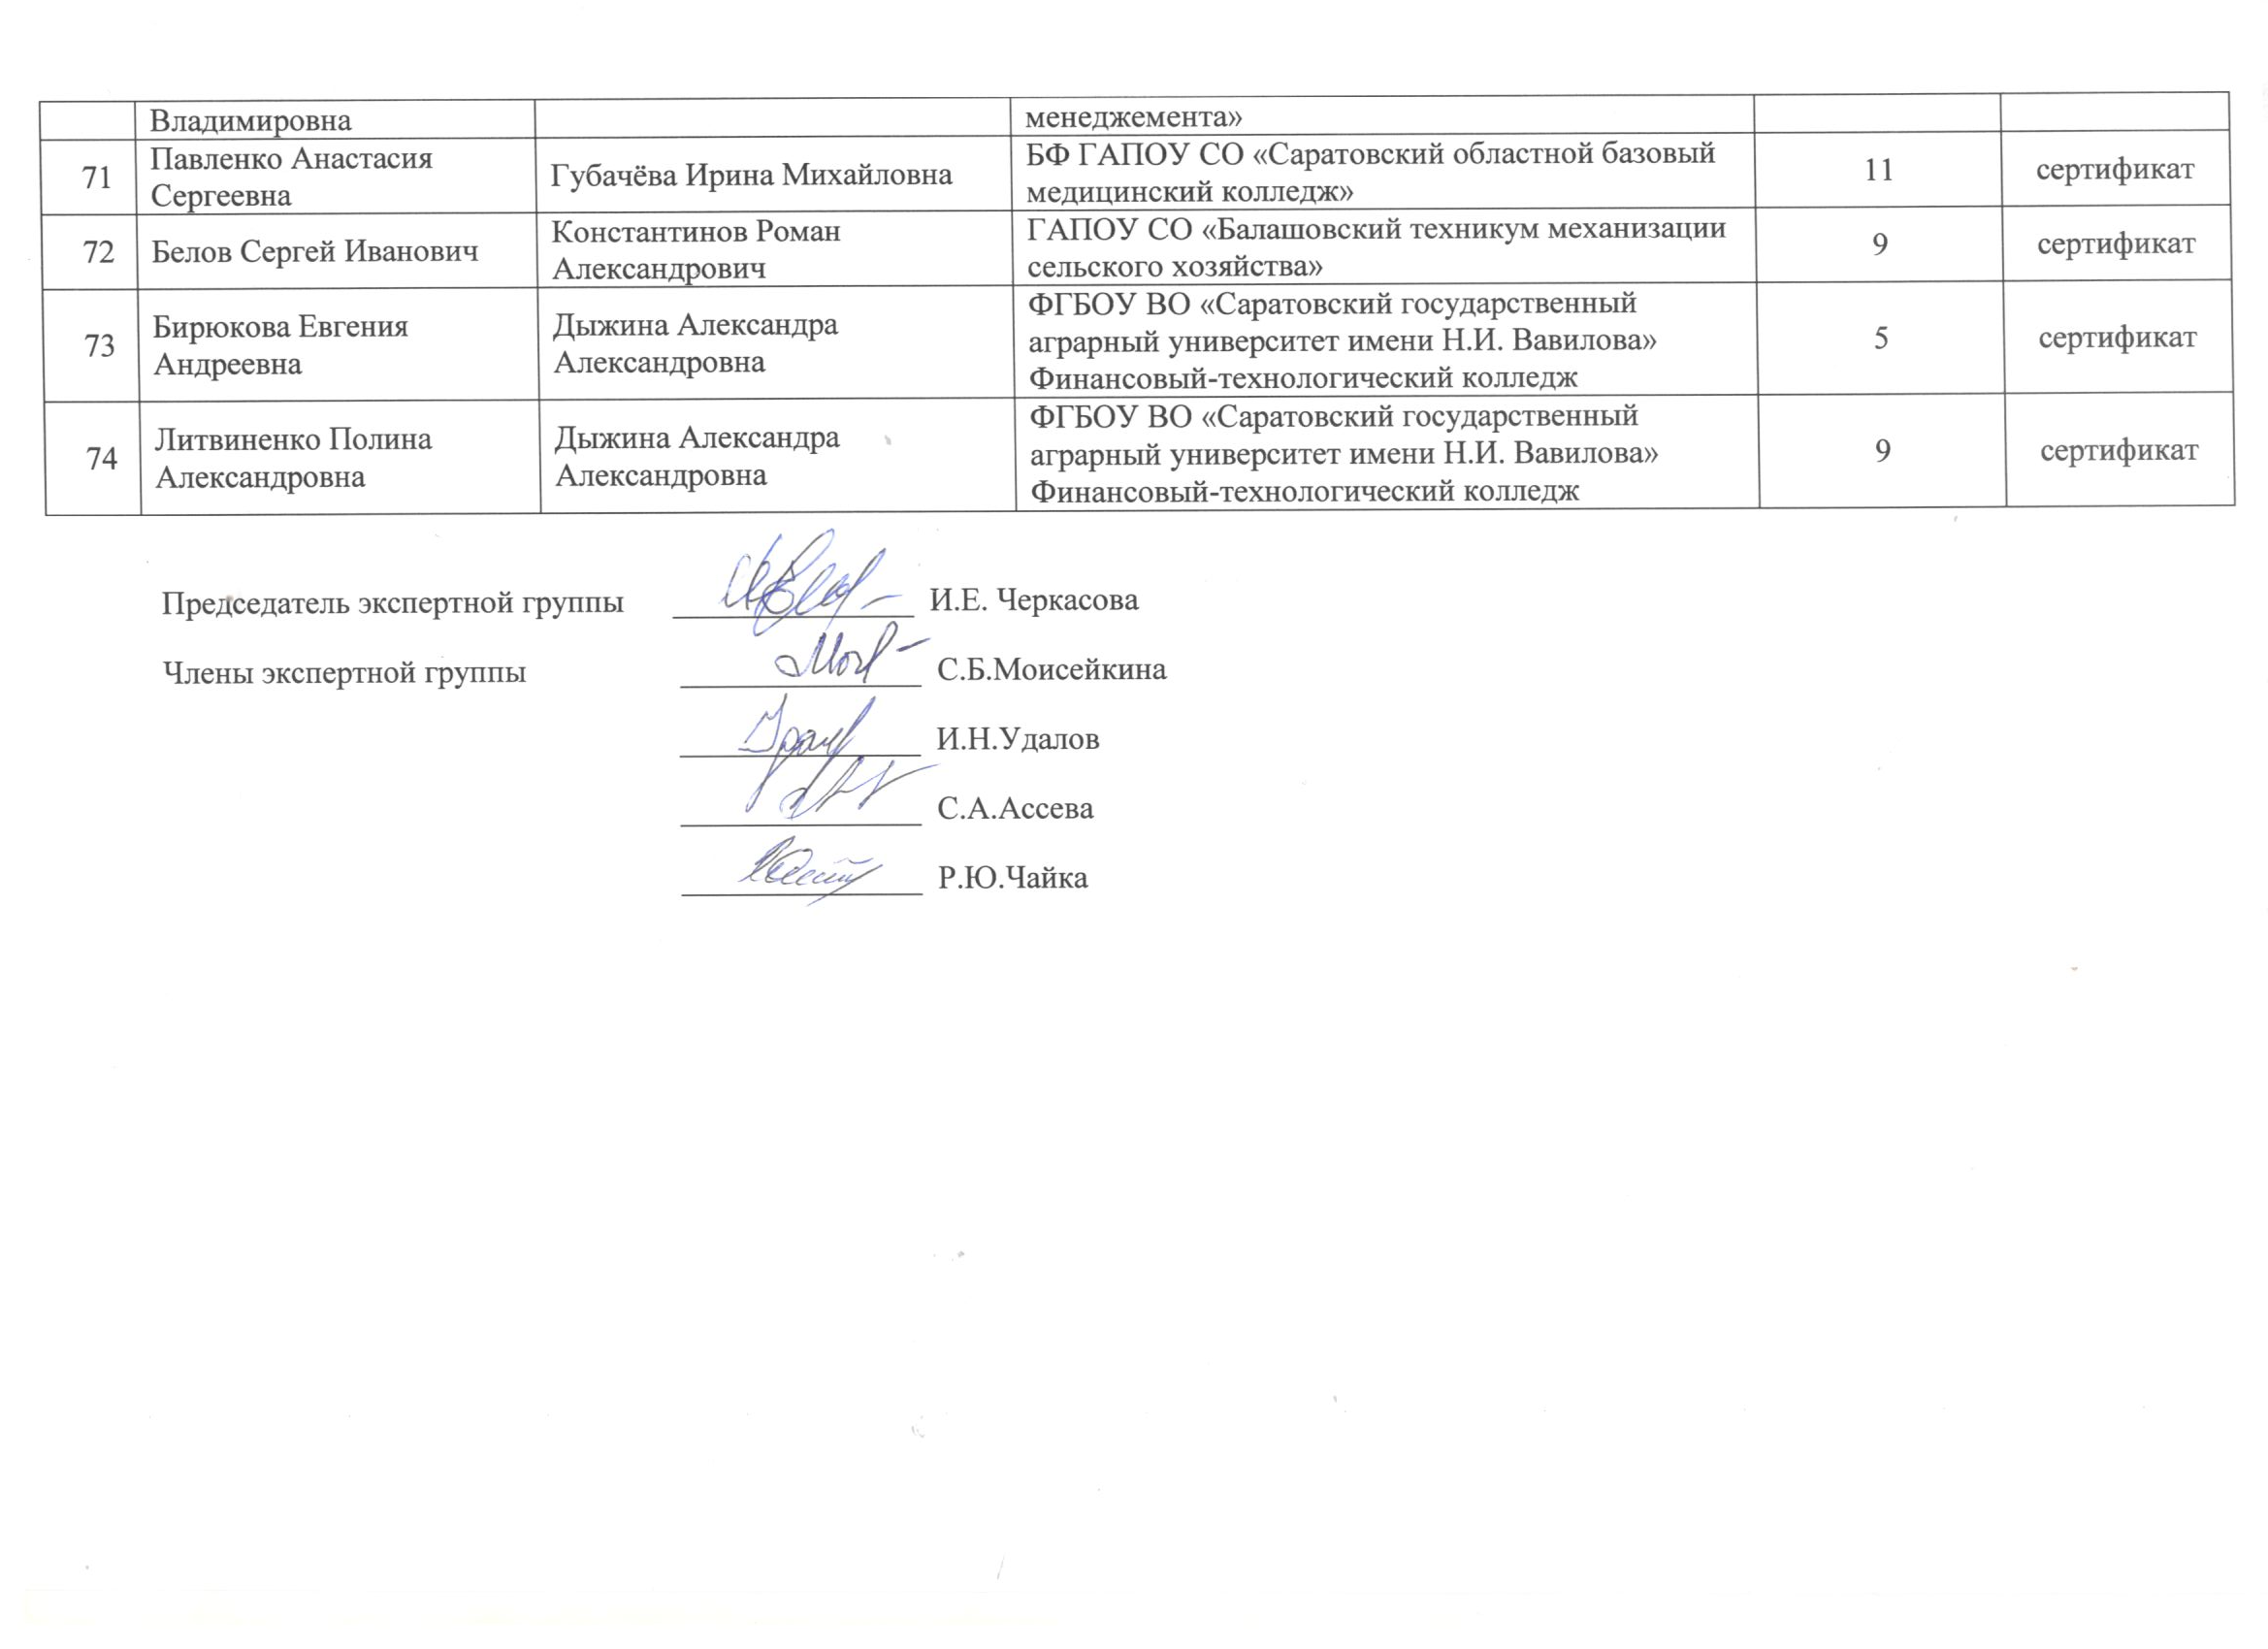 Владимировна
менеджемента»
71
Павленко Анастасия
Сергеевна
Губачёва Ирина Михайловна
БФ ГАПОУ СО «Саратовский областной базовый
медицинский колледж»
11
сертификат
72
Белов Сергей Иванович
Константинов Роман
Александрович
ГАПОУ СО «Балашовский техникум механизации
сельского хозяйства»
9
сертификат
73
Бирюкова Евгения
Андреевна
Дыжина Александра
Александровна
ФГБОУ ВО «Саратовский государственный
аграрный университет имени Н.И. Вавилова»
Финансовый-технологический колледж
5
сертификат
74
Литвиненко Полина
Александровна
Дыжина Александра
Александровна
ФГБОУ ВО «Саратовский государственный
аграрный университет имени Н.И. Вавилова»
Финансовый-технологический колледж
9
сертификат
Председатель экспертной группы И.Е. Черкасова
Члены экспертной группы С.Б.Моисейкина
И.Н.Удалов
С.А.Ассева
Р.Ю.Чайка